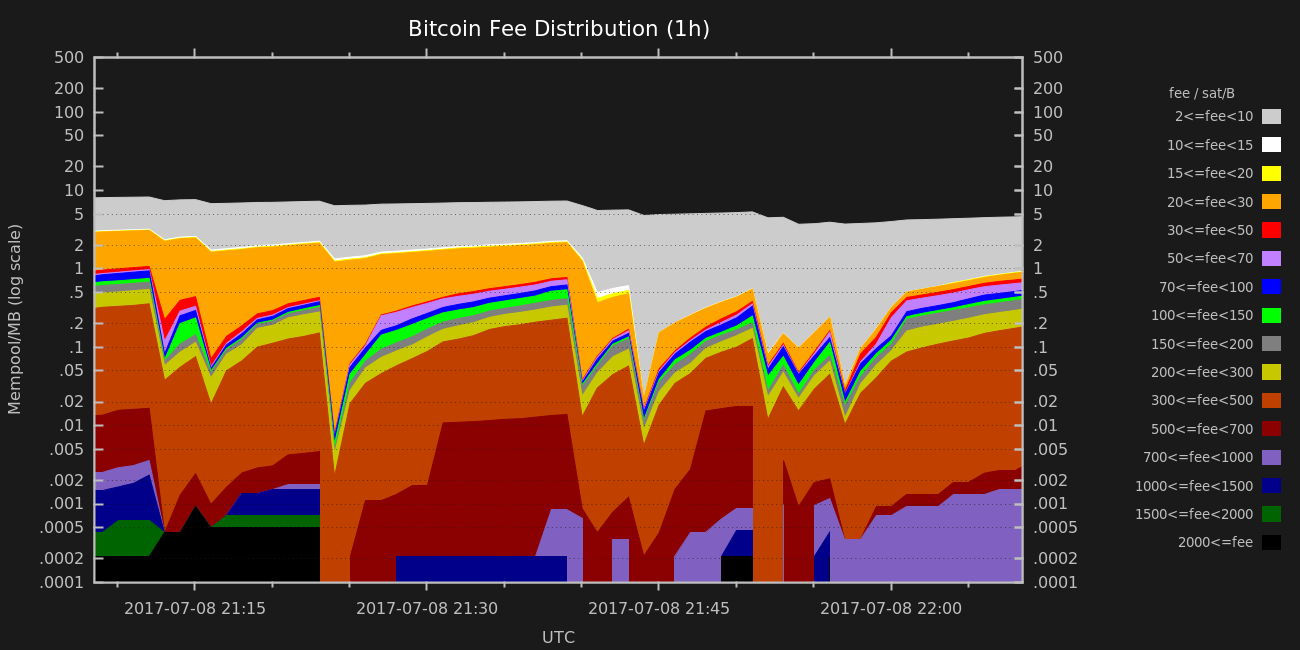 Bitcoin Fee Distribution (1h)
500 500
200 200
100 100
50 50
20 20
10 10
5 5
2 2
1 1
.5 .5
.2 .2
.1 .1
.05 .05
.02 .02
.01 .01
.005 .005
.002 .002
.001 .001
.0005 .0005
.0002 .0002
.0001 .0001
Mempool/MB (log scale)
2017-07-08 21:15 2017-07-08 21:30 2017-07-08 21:45 2017-07-08 22:00
UTC
fee / sat/B
2<=fee<10
10<=fee<15
15<=fee<20
20<=fee<30
30<=fee<50
50<=fee<70
70<=fee<100
100<=fee<150
150<=fee<200
200<=fee<300
300<=fee<500
500<=fee<700
700<=fee<1000
1000<=fee<1500
1500<=fee<2000
2000<=fee